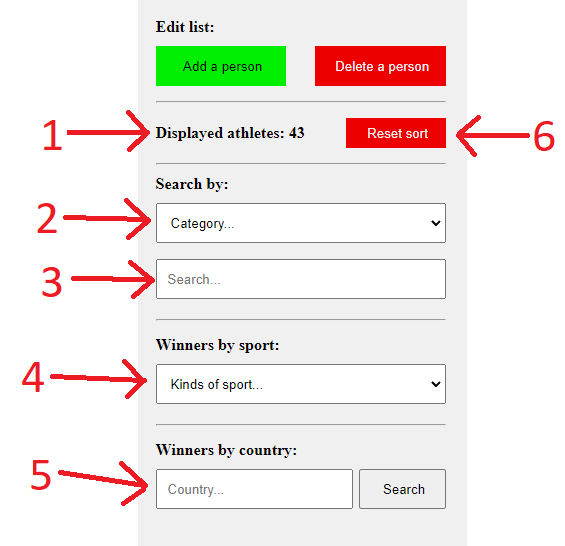 Edit list:
Add a person Delete a person
1 Displayed athletes: 43 Reset sort 6
Search by:
2 Category...
3 Search...
Winners by sport:
4 Kinds of sport...
Winners by country:
5 Country... Search